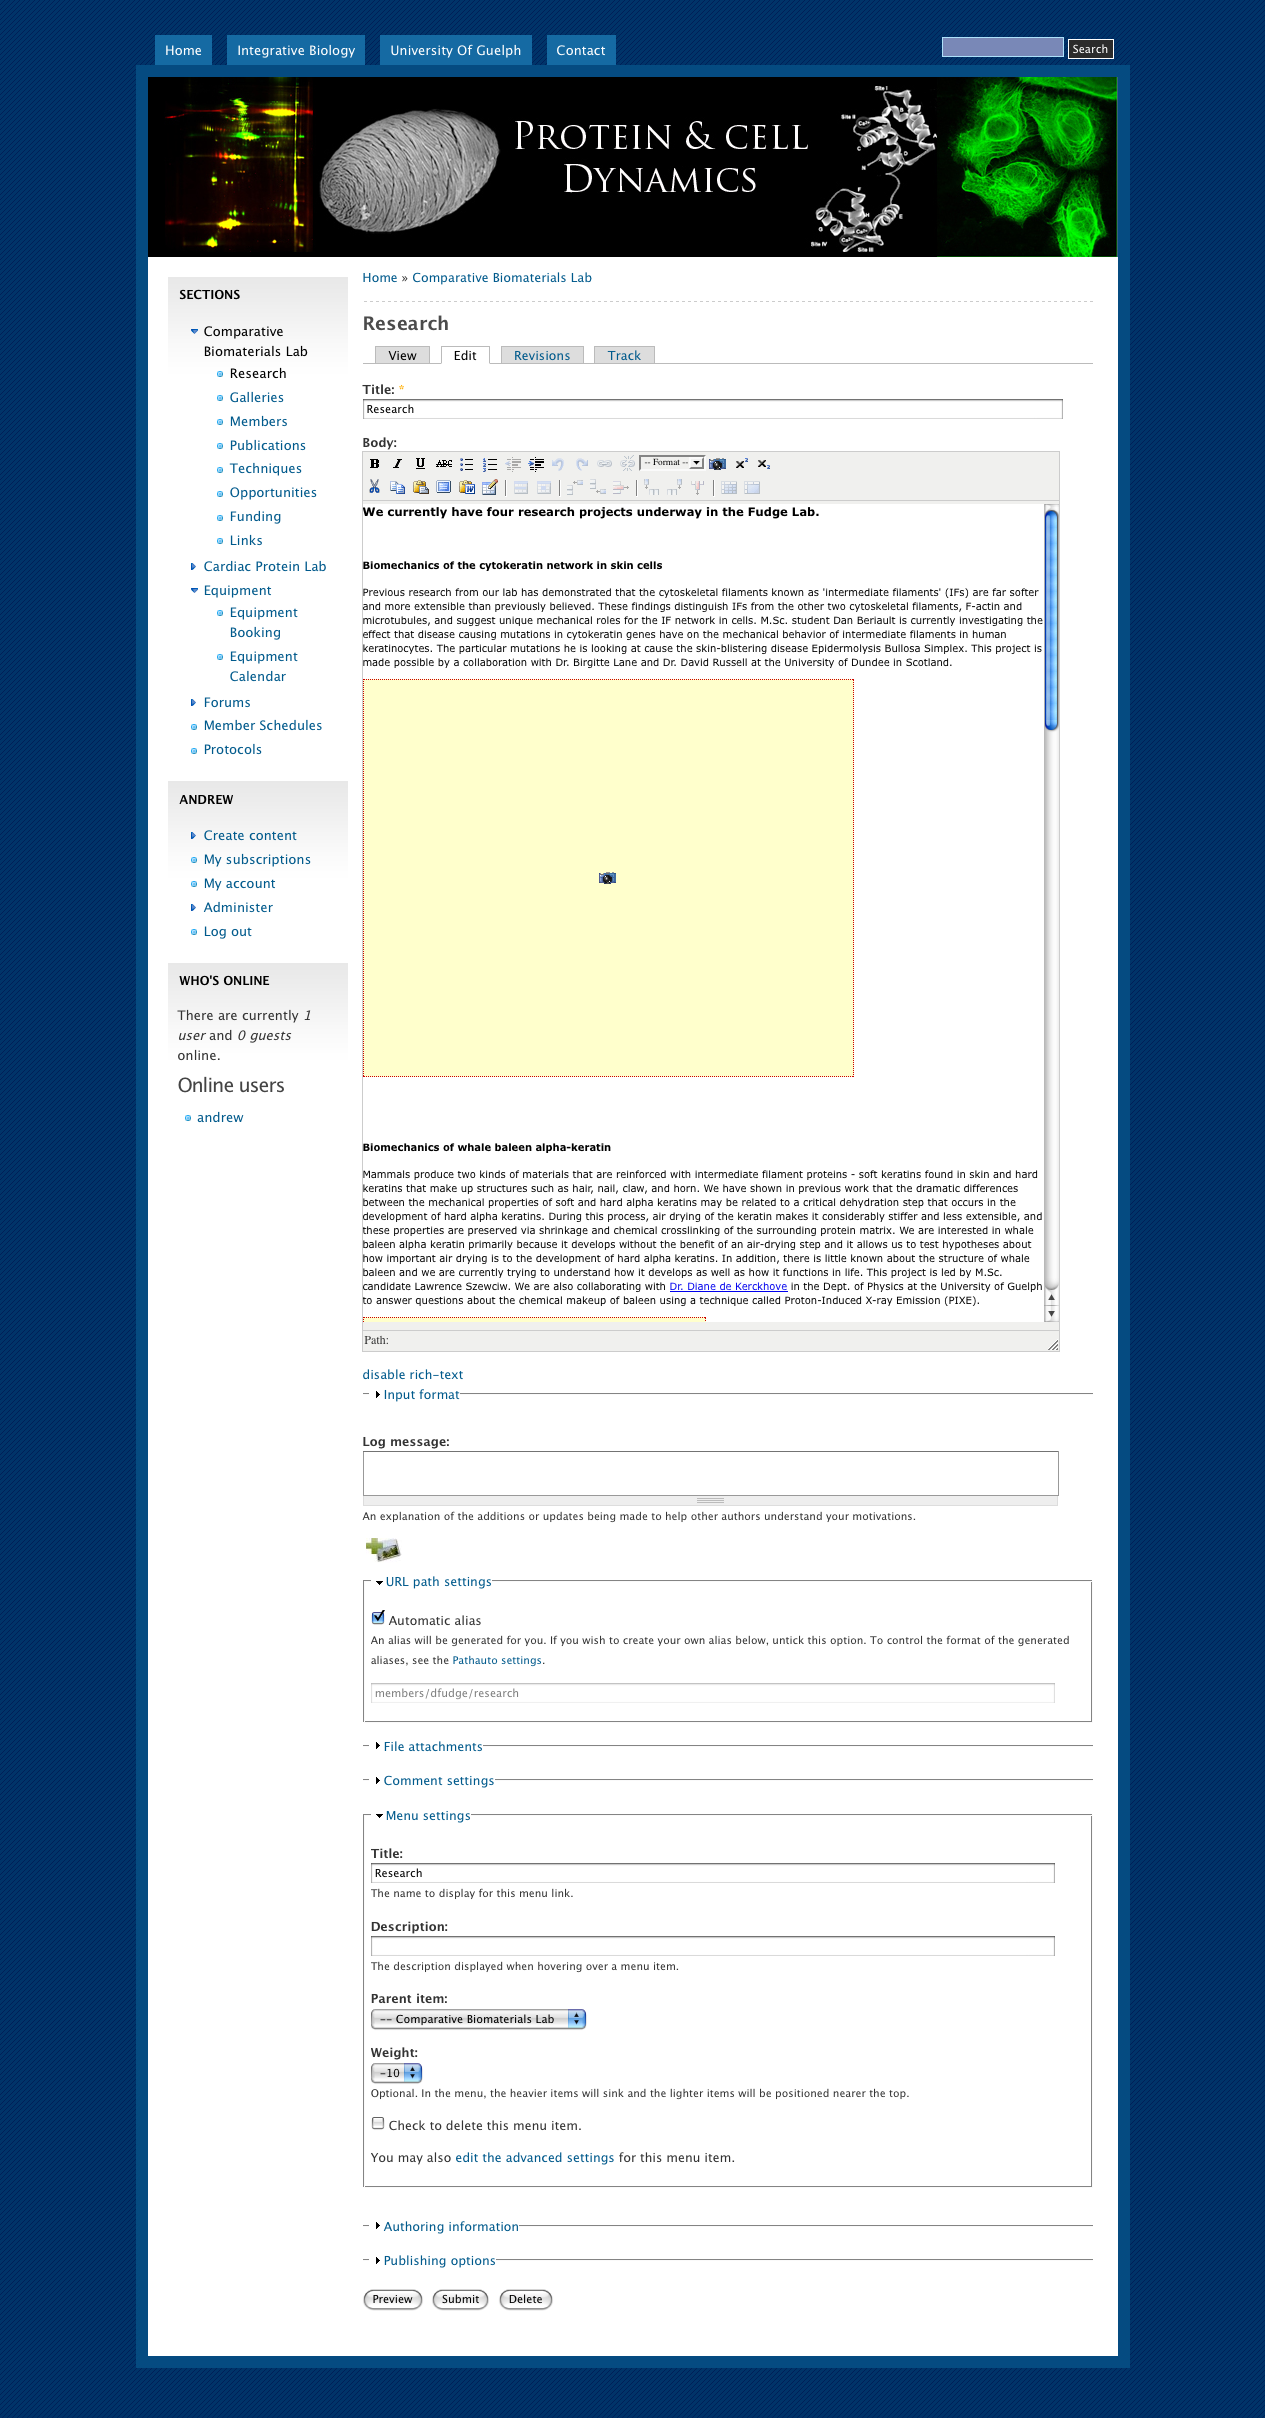 Home Integrative Biology University Of Guelph Contact Search
PROTEIN & CELL
DYNAMICS
Site I
Site II
Site III
Site IV
Home » Comparative Biomaterials Lab
SECTIONS
Comparative
Biomaterials Lab
Research
Galleries
Members
Publications
Techniques
Opportunities
Funding
Links
Cardiac Protein Lab
Equipment
Equipment
Booking
Equipment
Calendar
Forums
Member Schedules
Protocols
ANDREW
Create content
My subscriptions
My account
Administer
Log out
WHO'S ONLINE
There are currently 1
user and 0 guests
online.
Online users
andrew
Research
View Edit Revisions Track
Title: *
Research
Body:
B I U ABC -- Format -- x² x₂
We currently have four research projects underway in the Fudge Lab.
Biomechanics of the cytokeratin network in skin cells
Previous research from our lab has demonstrated that the cytoskeletal filaments known as 'intermediate filaments' (IFs) are far softer
and more extensible than previously believed. These findings distinguish IFs from the other two cytoskeletal filaments, F-actin and
microtubules, and suggest unique mechanical roles for the IF network in cells. M.Sc. student Dan Beriault is currently investigating the
effect that disease causing mutations in cytokeratin genes have on the mechanical behavior of intermediate filaments in human
keratinocytes. The particular mutations he is looking at cause the skin-blistering disease Epidermolysis Bullosa Simplex. This project is
made possible by a collaboration with Dr. Birgitte Lane and Dr. David Russell at the University of Dundee in Scotland.
Biomechanics of whale baleen alpha-keratin
Mammals produce two kinds of materials that are reinforced with intermediate filament proteins - soft keratins found in skin and hard
keratins that make up structures such as hair, nail, claw, and horn. We have shown in previous work that the dramatic differences
between the mechanical properties of soft and hard alpha keratins may be related to a critical dehydration step that occurs in the
development of hard alpha keratins. During this process, air drying of the keratin makes it considerably stiffer and less extensible, and
these properties are preserved via shrinkage and chemical crosslinking of the surrounding protein matrix. We are interested in whale
baleen alpha keratin primarily because it develops without the benefit of an air-drying step and it allows us to test hypotheses about
how important air drying is to the development of hard alpha keratins. In addition, there is little known about the structure of whale
baleen and we are currently trying to understand how it develops as well as how it functions in life. This project is led by M.Sc.
candidate Lawrence Szewciw. We are also collaborating with Dr. Diane de Kerckhove in the Dept. of Physics at the University of Guelph
to answer questions about the chemical makeup of baleen using a technique called Proton-Induced X-ray Emission (PIXE).
Path:
disable rich-text
Input format
Log message:
An explanation of the additions or updates being made to help other authors understand your motivations.
URL path settings
Automatic alias
An alias will be generated for you. If you wish to create your own alias below, untick this option. To control the format of the generated
aliases, see the Pathauto settings.
members/dfudge/research
File attachments
Comment settings
Menu settings
Title:
Research
The name to display for this menu link.
Description:
The description displayed when hovering over a menu item.
Parent item:
-- Comparative Biomaterials Lab
Weight:
-10
Optional. In the menu, the heavier items will sink and the lighter items will be positioned nearer the top.
Check to delete this menu item.
You may also edit the advanced settings for this menu item.
Authoring information
Publishing options
Preview Submit Delete